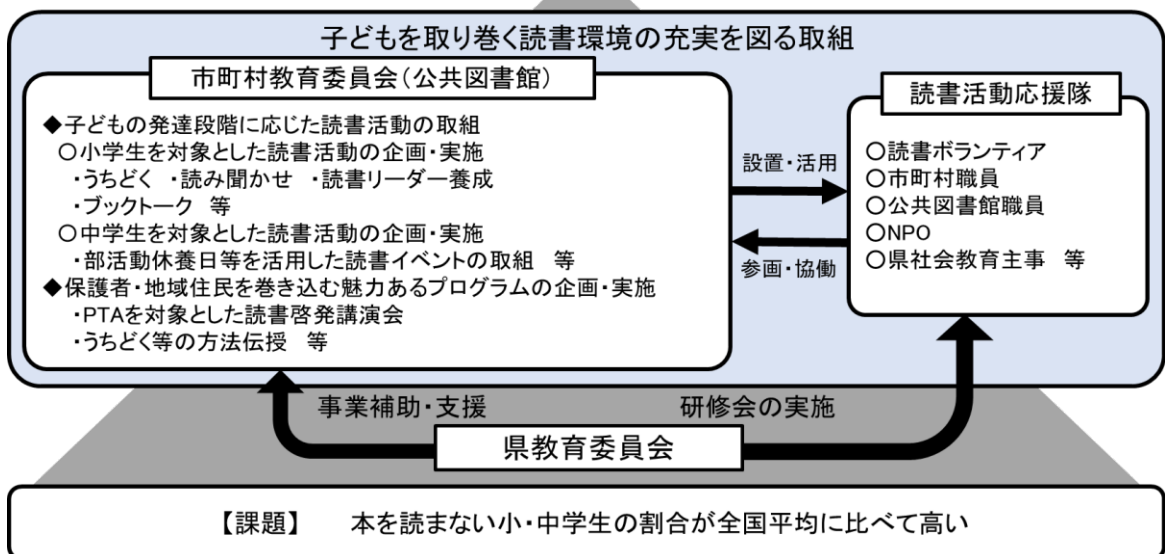 子どもを取り巻く読書環境の充実を図る取組
市町村教育委員会(公共図書館)
◆子どもの発達段階に応じた読書活動の取組
○小学生を対象とした読書活動の企画・実施
・うちどく ・読み聞かせ ・読書リーダー養成
・ブックトーク 等
○中学生を対象とした読書活動の企画・実施
・部活動休養日等を活用した読書イベントの取組 等
◆保護者・地域住民を巻き込む魅力あるプログラムの企画・実施
・PTAを対象とした読書啓発講演会
・うちどく等の方法伝授 等
設置・活用
参画・協働
読書活動応援隊
○読書ボランティア
○市町村職員
○公共図書館職員
○NPO
○県社会教育主事 等
事業補助・支援
研修会の実施
県教育委員会
【課題】 本を読まない小・中学生の割合が全国平均に比べて高い